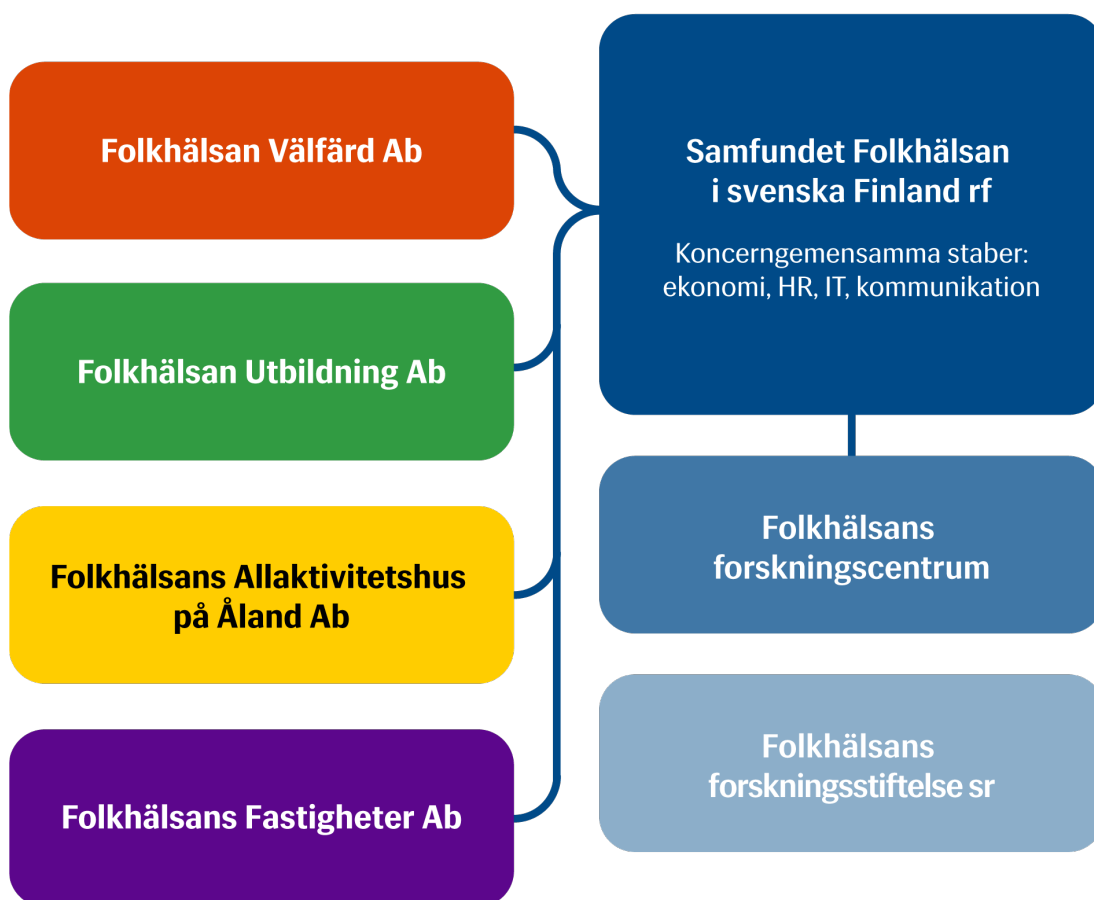 Folkhälsan Välfärd Ab
Folkhälsan Utbildning Ab
Folkhälsans Allaktivitetshus
på Åland Ab
Folkhälsans Fastigheter Ab
Samfundet Folkhälsan
i svenska Finland rf
Koncerngemensamma staber:
ekonomi, HR, IT, kommunikation
Folkhälsans
forskningscentrum
Folkhälsans
forskningsstiftelse sr